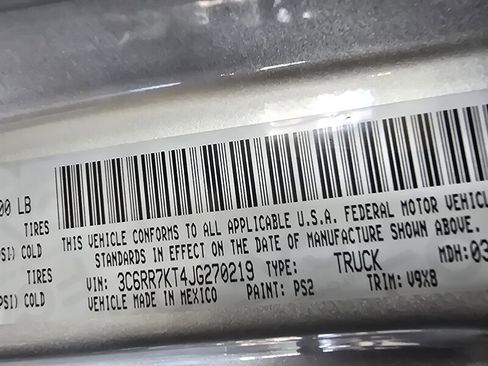 00 LB
TIRES
PSI) COLD
TIRES
PSI) COLD
THIS VEHICLE CONFORMS TO ALL APPLICABLE U.S.A. FEDERAL MOTOR VEHICL
STANDARDS IN EFFECT ON THE DATE OF MANUFACTURE SHOWN ABOVE.
VIN: 3C6RR7KT4JG270219 TYPE: TRUCK MDH: 03
VEHICLE MADE IN MEXICO PAINT: PS2 TRIM: V9X8